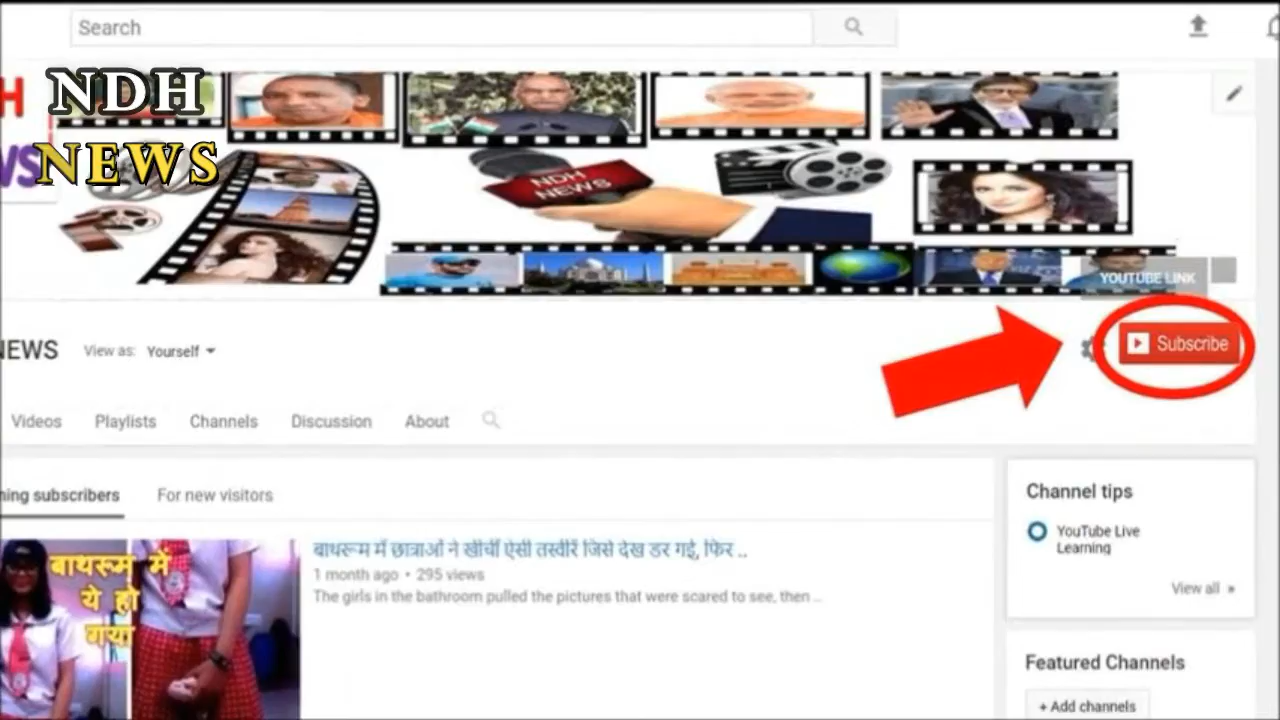 Search
H
NDH
WS
NEWS
NDH
NEWS
YOUTUBE LINK
NEWS
View as: Yourself
Subscribe
Videos Playlists Channels Discussion About
ning subscribers
For new visitors
Channel tips
YouTube Live
Learning
View all »
बाथरूम में
ये हो
गया
बाथरूम में छात्राओं ने खींचीं ऐसी तस्वीरें जिसे देख डर गईं, फिर ..
1 month ago • 295 views
The girls in the bathroom pulled the pictures that were scared to see, then ...
Featured Channels
+ Add channels